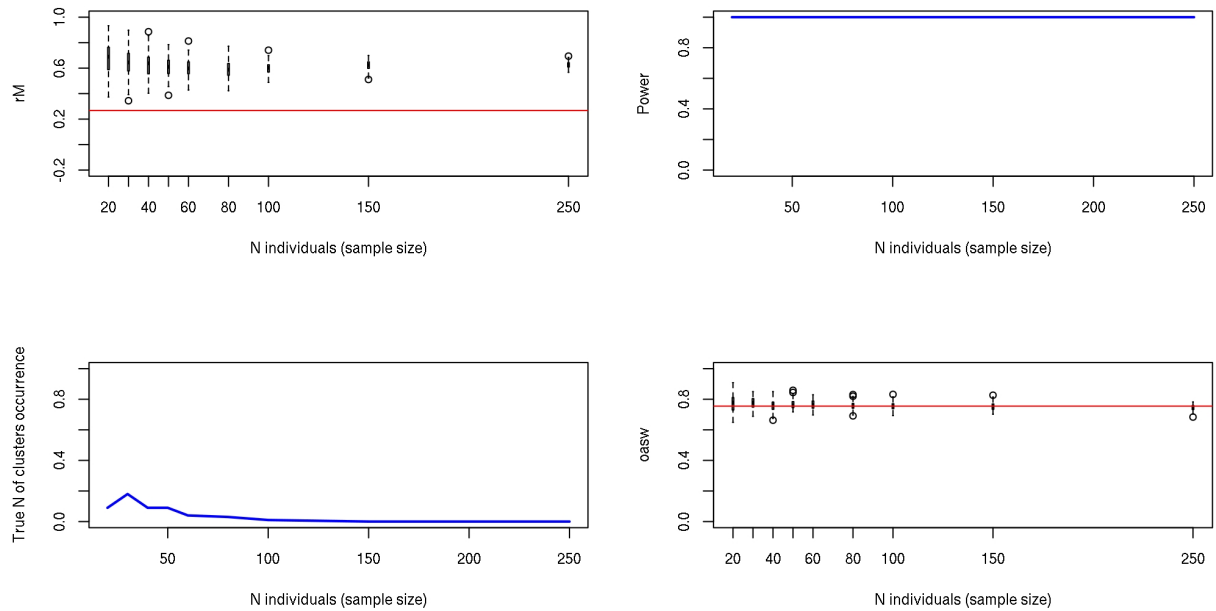 rM
1.0
0.6
0.2
-0.2
20 40 60 80 100 150 250
N individuals (sample size)
Power
0.8
0.4
0.0
50 100 150 200 250
N individuals (sample size)
True N of clusters occurrence
0.8
0.4
0.0
50 100 150 200 250
N individuals (sample size)
oasw
0.8
0.4
0.0
20 40 60 80 100 150 250
N individuals (sample size)